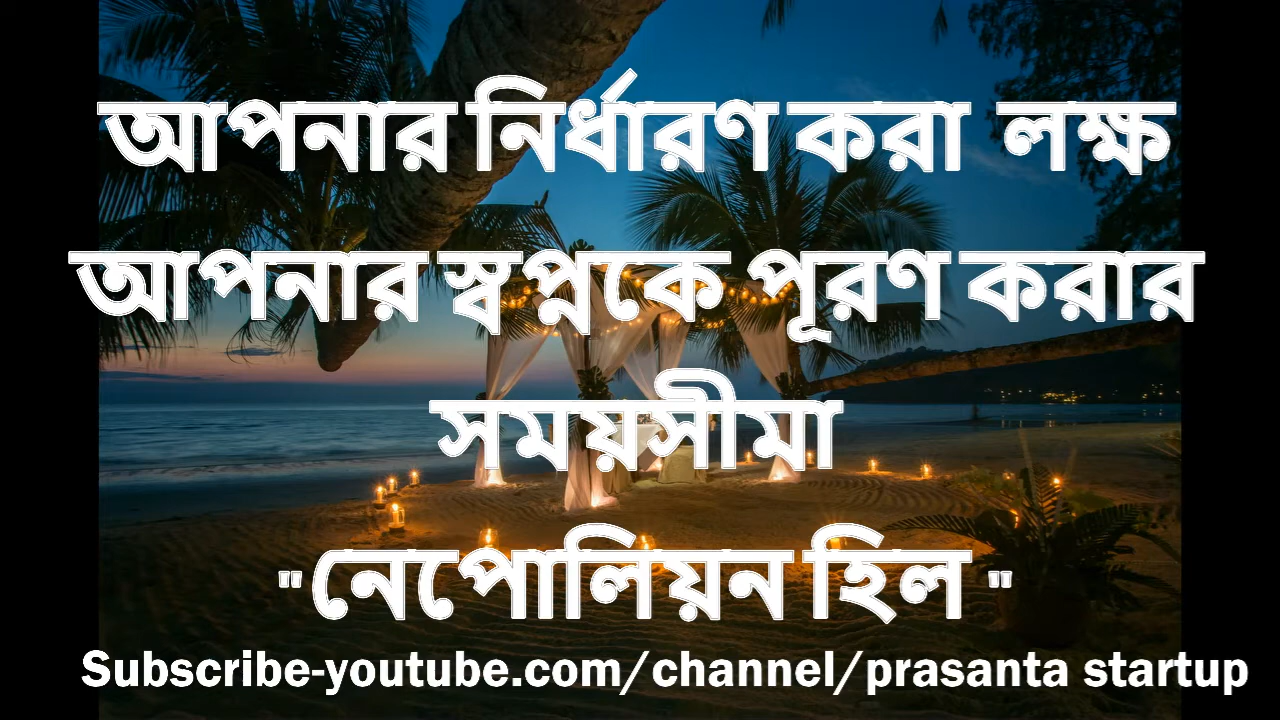 আপনার নির্ধারণ করা লক্ষ
আপনার স্বপ্নকে পূরণ করার
সময়সীমা
"নেপোলিয়ন হিল"
Subscribe-youtube.com/channel/prasanta startup